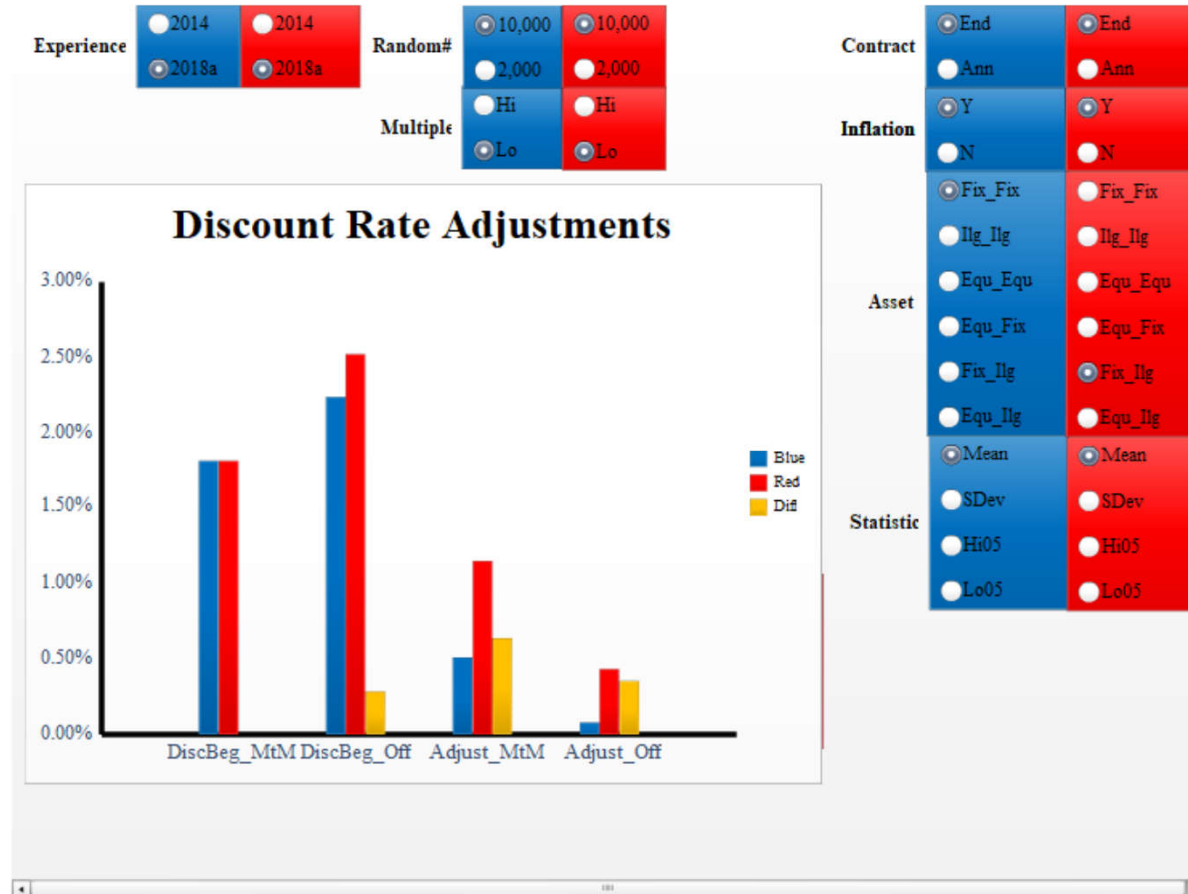 Experience
2014 2014
2018a 2018a
Random#
10,000 10,000
2,000 2,000
Multiple
Hi Hi
Lo Lo
Contract
End End
Ann Ann
Inflation
Y Y
N N
Asset
Fix_Fix Fix_Fix
Ilg_Ilg Ilg_Ilg
Equ_Equ Equ_Equ
Equ_Fix Equ_Fix
Fix_Ilg Fix_Ilg
Equ_Ilg Equ_Ilg
Statistic
Mean Mean
SDev SDev
Hi05 Hi05
Lo05 Lo05
Discount Rate Adjustments
3.00%
2.50%
2.00%
1.50%
1.00%
0.50%
0.00%
DiscBeg_MtM DiscBeg_Off Adjust_MtM Adjust_Off
Blue
Red
Diff